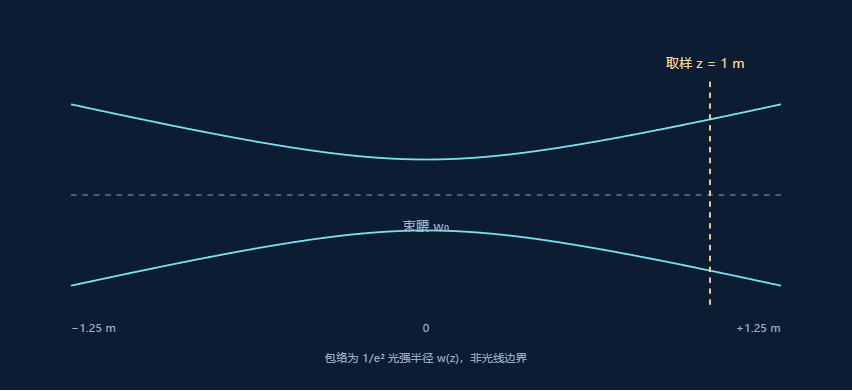 取样 z = 1 m
束腰 w₀
−1.25 m
0
+1.25 m
包络为 1/e² 光强半径 w(z)，非光线边界